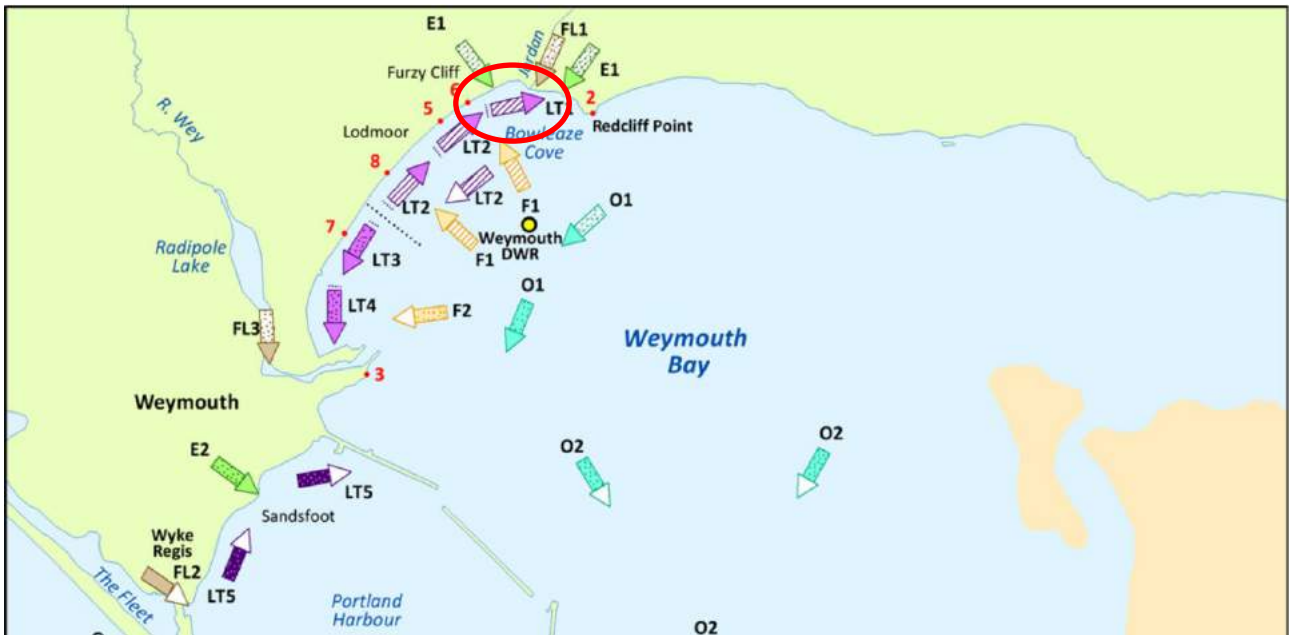 E1
FL1
Jordan
Furzy Cliff
E1
R. Wey
6
5
2
LT1
Redcliff Point
Lodmoor
Bowleaze
Cove
LT2
8
LT2
LT2
O1
F1
7
Weymouth
DWR
F1
Radipole
Lake
LT3
O1
LT4
F2
FL3
Weymouth
Bay
3
Weymouth
E2
O2
O2
LT5
Sandsfoot
Wyke
Regis
FL2
The Fleet
LT5
Portland
Harbour
O2